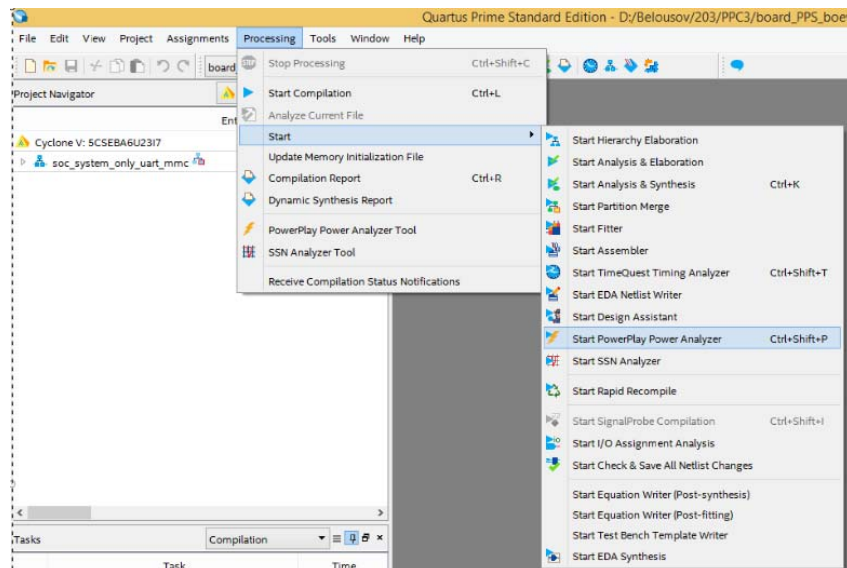 Quartus Prime Standard Edition - D:/Belousov/203/PPC3/board_PPS_boe
File Edit View Project Assignments Processing Tools Window Help
board_
Stop Processing Ctrl+Shift+C
Project Navigator
Start Compilation Ctrl+L
Ent
Analyze Current File
Cyclone V: 5CSEBA6U23I7
Start
soc_system_only_uart_mmc
Update Memory Initialization File
Compilation Report Ctrl+R
Dynamic Synthesis Report
PowerPlay Power Analyzer Tool
SSN Analyzer Tool
Receive Compilation Status Notifications
Start Hierarchy Elaboration
Start Analysis & Elaboration
Start Analysis & Synthesis Ctrl+K
Start Partition Merge
Start Fitter
Start Assembler
Start TimeQuest Timing Analyzer Ctrl+Shift+T
Start EDA Netlist Writer
Start Design Assistant
Start PowerPlay Power Analyzer Ctrl+Shift+P
Start SSN Analyzer
Start Rapid Recompile
Start SignalProbe Compilation Ctrl+Shift+I
Start I/O Assignment Analysis
Start Check & Save All Netlist Changes
Start Equation Writer (Post-synthesis)
Start Equation Writer (Post-fitting)
Start Test Bench Template Writer
Start EDA Synthesis
Tasks Compilation
Task Time